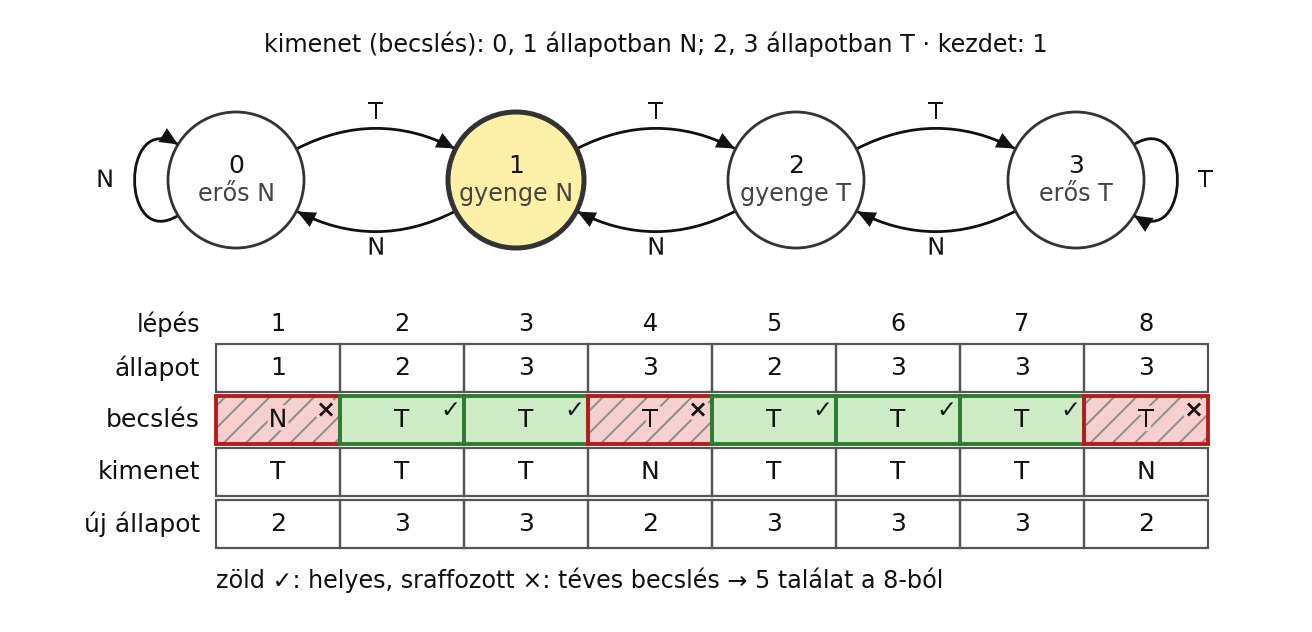 kimenet (becslés): 0, 1 állapotban N; 2, 3 állapotban T · kezdet: 1
T T T
0 1 2 3
N erős N gyenge N gyenge T erős T T
N N N
lépés 1 2 3 4 5 6 7 8
állapot 1 2 3 3 2 3 3 3
becslés N × T ✓ T ✓ T × T ✓ T ✓ T ✓ T ×
kimenet T T T N T T T N
új állapot 2 3 3 2 3 3 3 2
zöld ✓: helyes, sraffozott ×: téves becslés → 5 találat a 8-ból